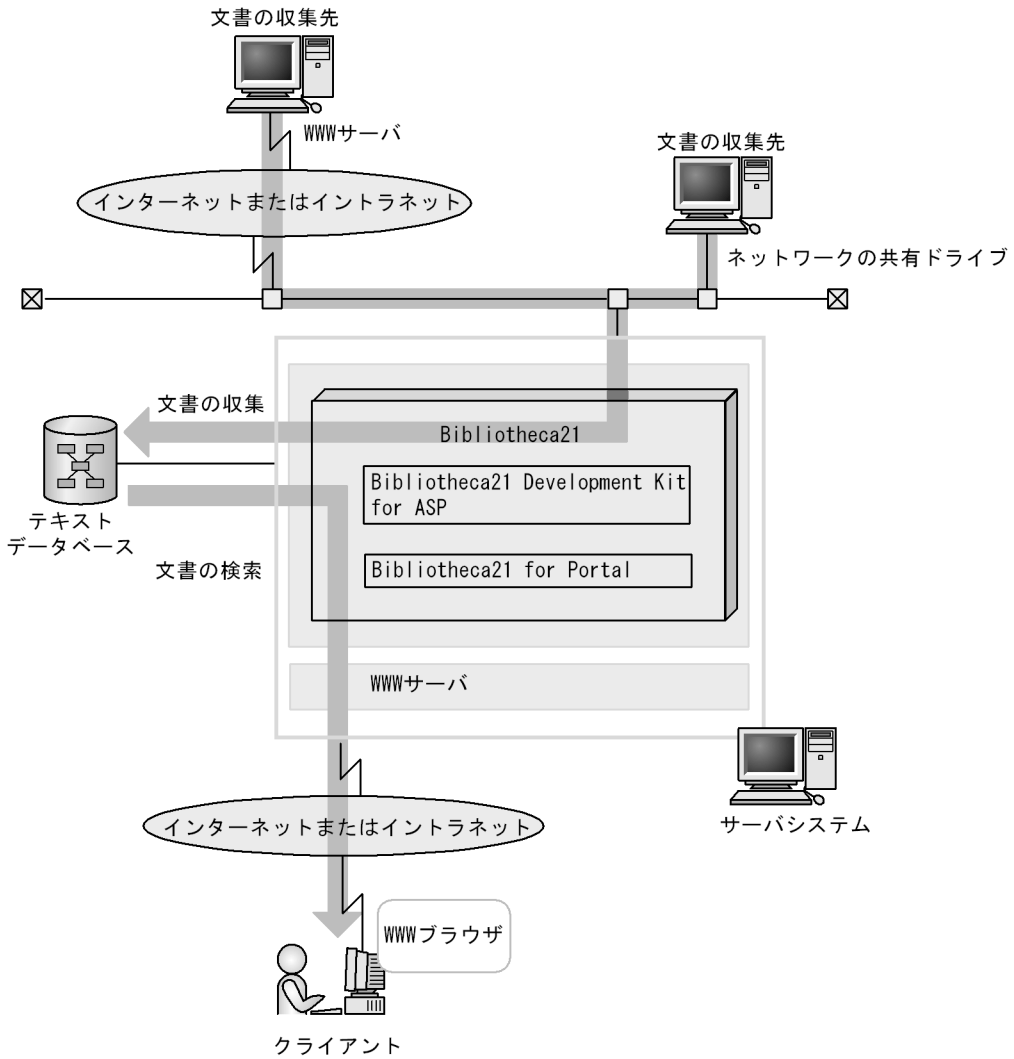 文書の収集先
WWWサーバ
文書の収集先
インターネットまたはイントラネット
ネットワークの共有ドライブ
文書の収集
Bibliotheca21
Bibliotheca21 Development Kit
for ASP
テキスト
データベース
文書の検索
Bibliotheca21 for Portal
WWWサーバ
サーバシステム
インターネットまたはイントラネット
WWWブラウザ
クライアント